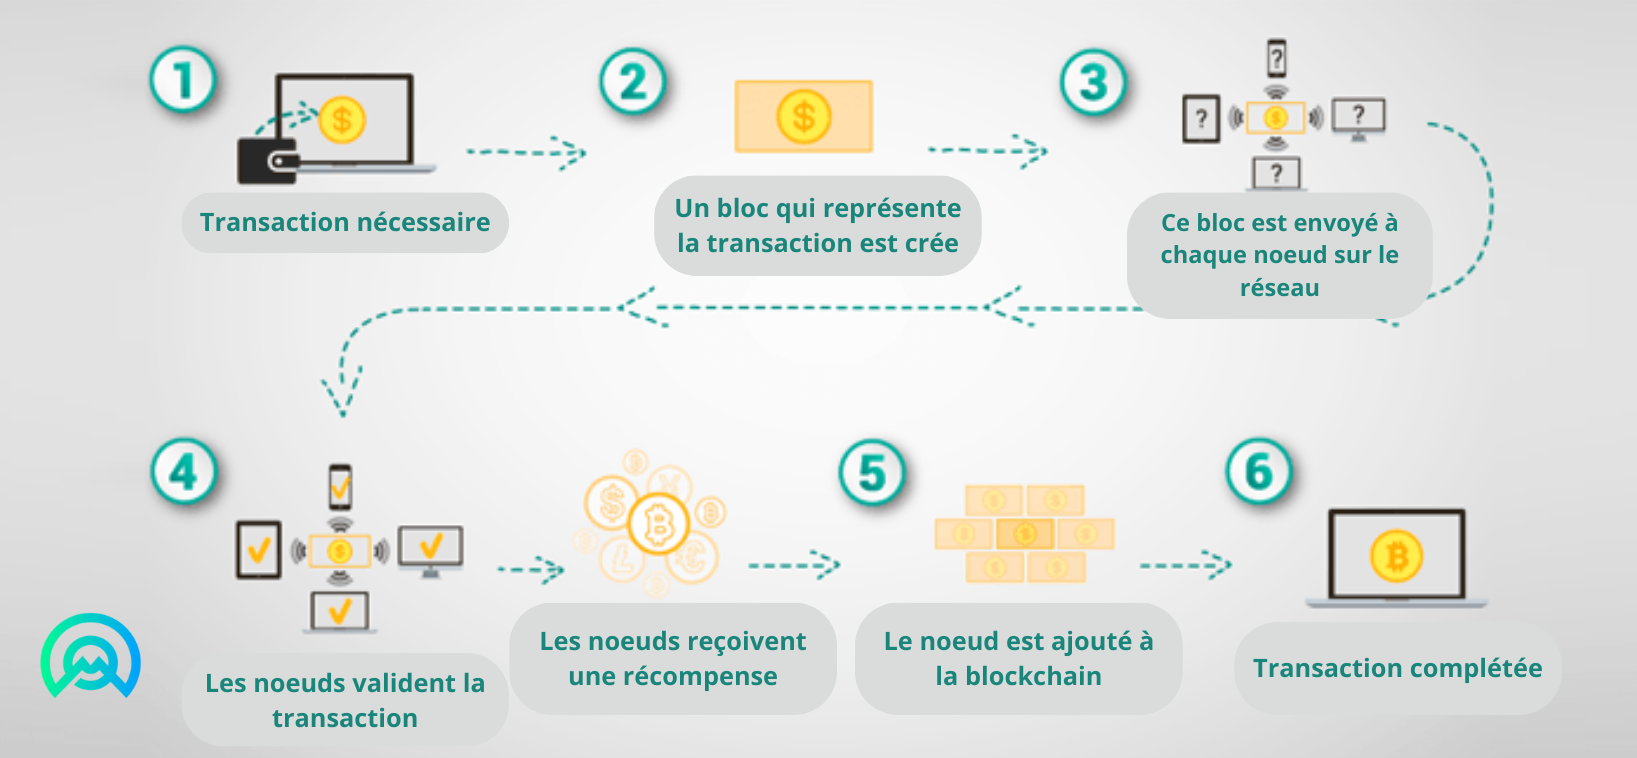 1
Transaction nécessaire
2
Un bloc qui représente
la transaction est crée
3
Ce bloc est envoyé à
chaque noeud sur le
réseau
4
Les noeuds valident la
transaction
Les noeuds reçoivent
une récompense
5
Le noeud est ajouté à
la blockchain
6
Transaction complétée